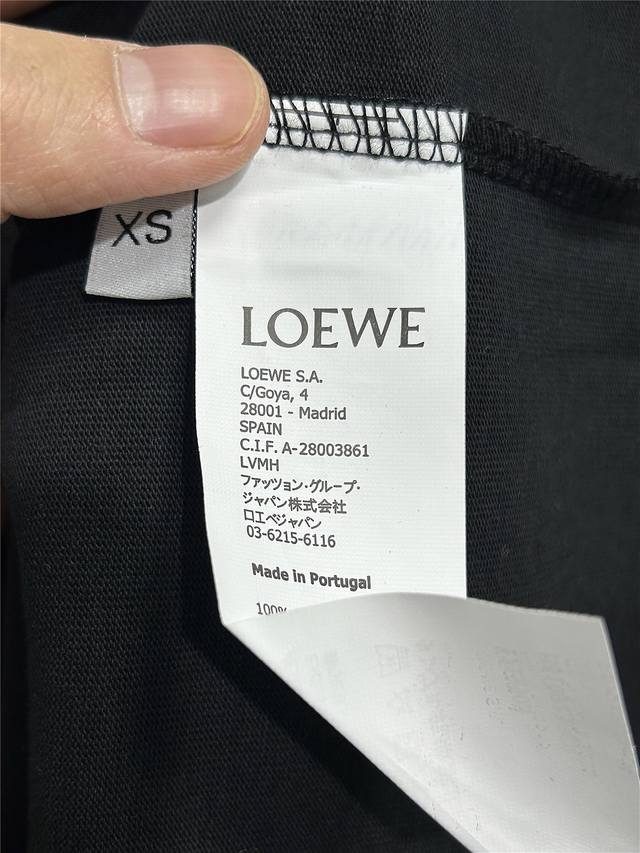 XS
LOEWE
LOEWE S.A.
C/Goya, 4
28001 - Madrid
SPAIN
C.I.F. A-28003861
LVMH
ファッション･グループ･
ジャパン株式会社
ロエベジャパン
03-6215-6116
Made in Portugal
100%